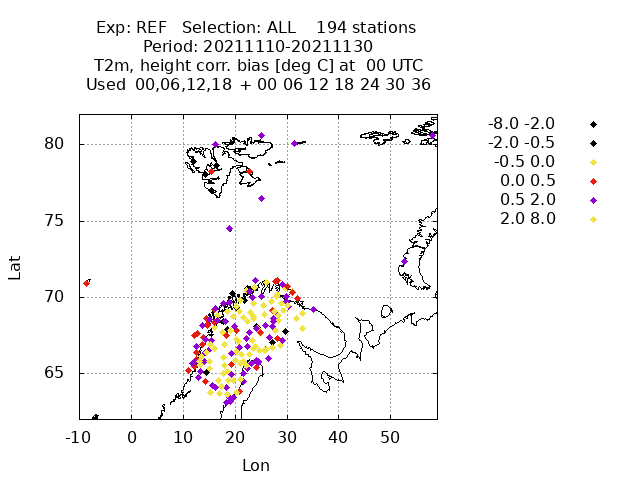 Exp: REF   Selection: ALL    194 stations
Period: 20211110-20211130
T2m, height corr. bias [deg C] at  00 UTC
Used  00,06,12,18  + 00 06 12 18 24 30 36
-8.0 -2.0
-2.0 -0.5
-0.5 0.0
0.0 0.5
0.5 2.0
2.0 8.0
80
75
70
65
Lat
-10 0 10 20 30 40 50
Lon